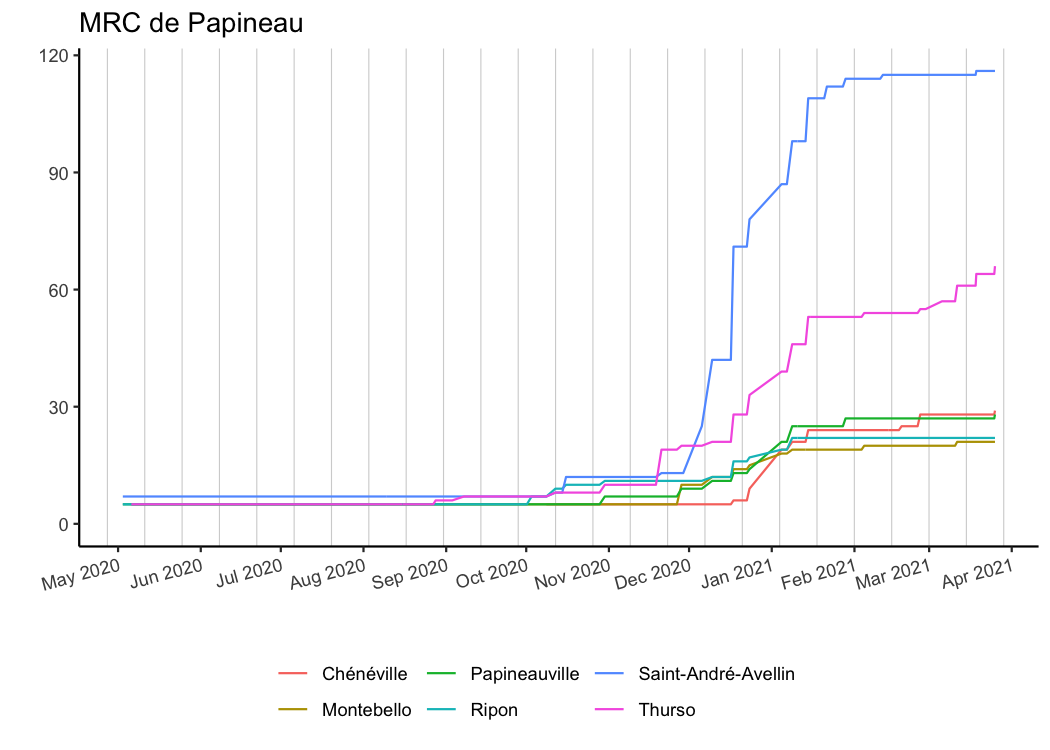 MRC de Papineau
120
90
60
30
0
May 2020 Jun 2020 Jul 2020 Aug 2020 Sep 2020 Oct 2020 Nov 2020 Dec 2020 Jan 2021 Feb 2021 Mar 2021 Apr 2021
Chénéville Papineauville Saint-André-Avellin
Montebello Ripon Thurso